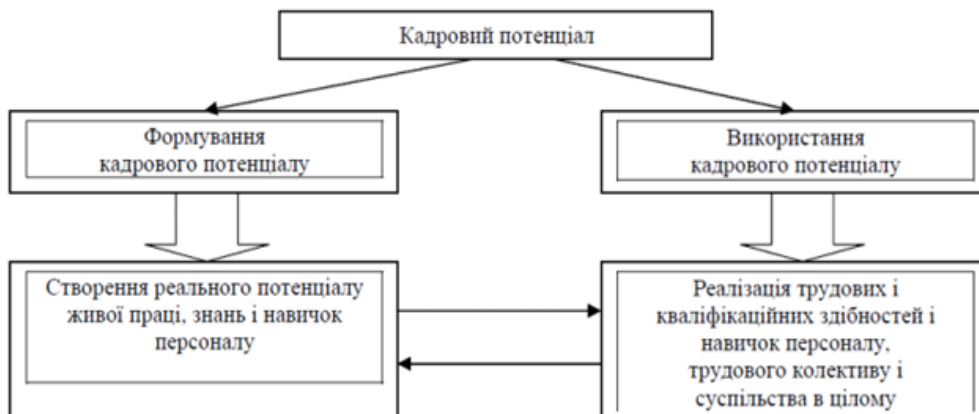 Кадровий потенціал
Формування
кадрового потенціалу
Використання
кадрового потенціалу
Створення реального потенціалу
живої праці, знань і навичок
персоналу
Реалізація трудових і
кваліфікаційних здібностей і
навичок персоналу,
трудового колективу і
суспільства в цілому